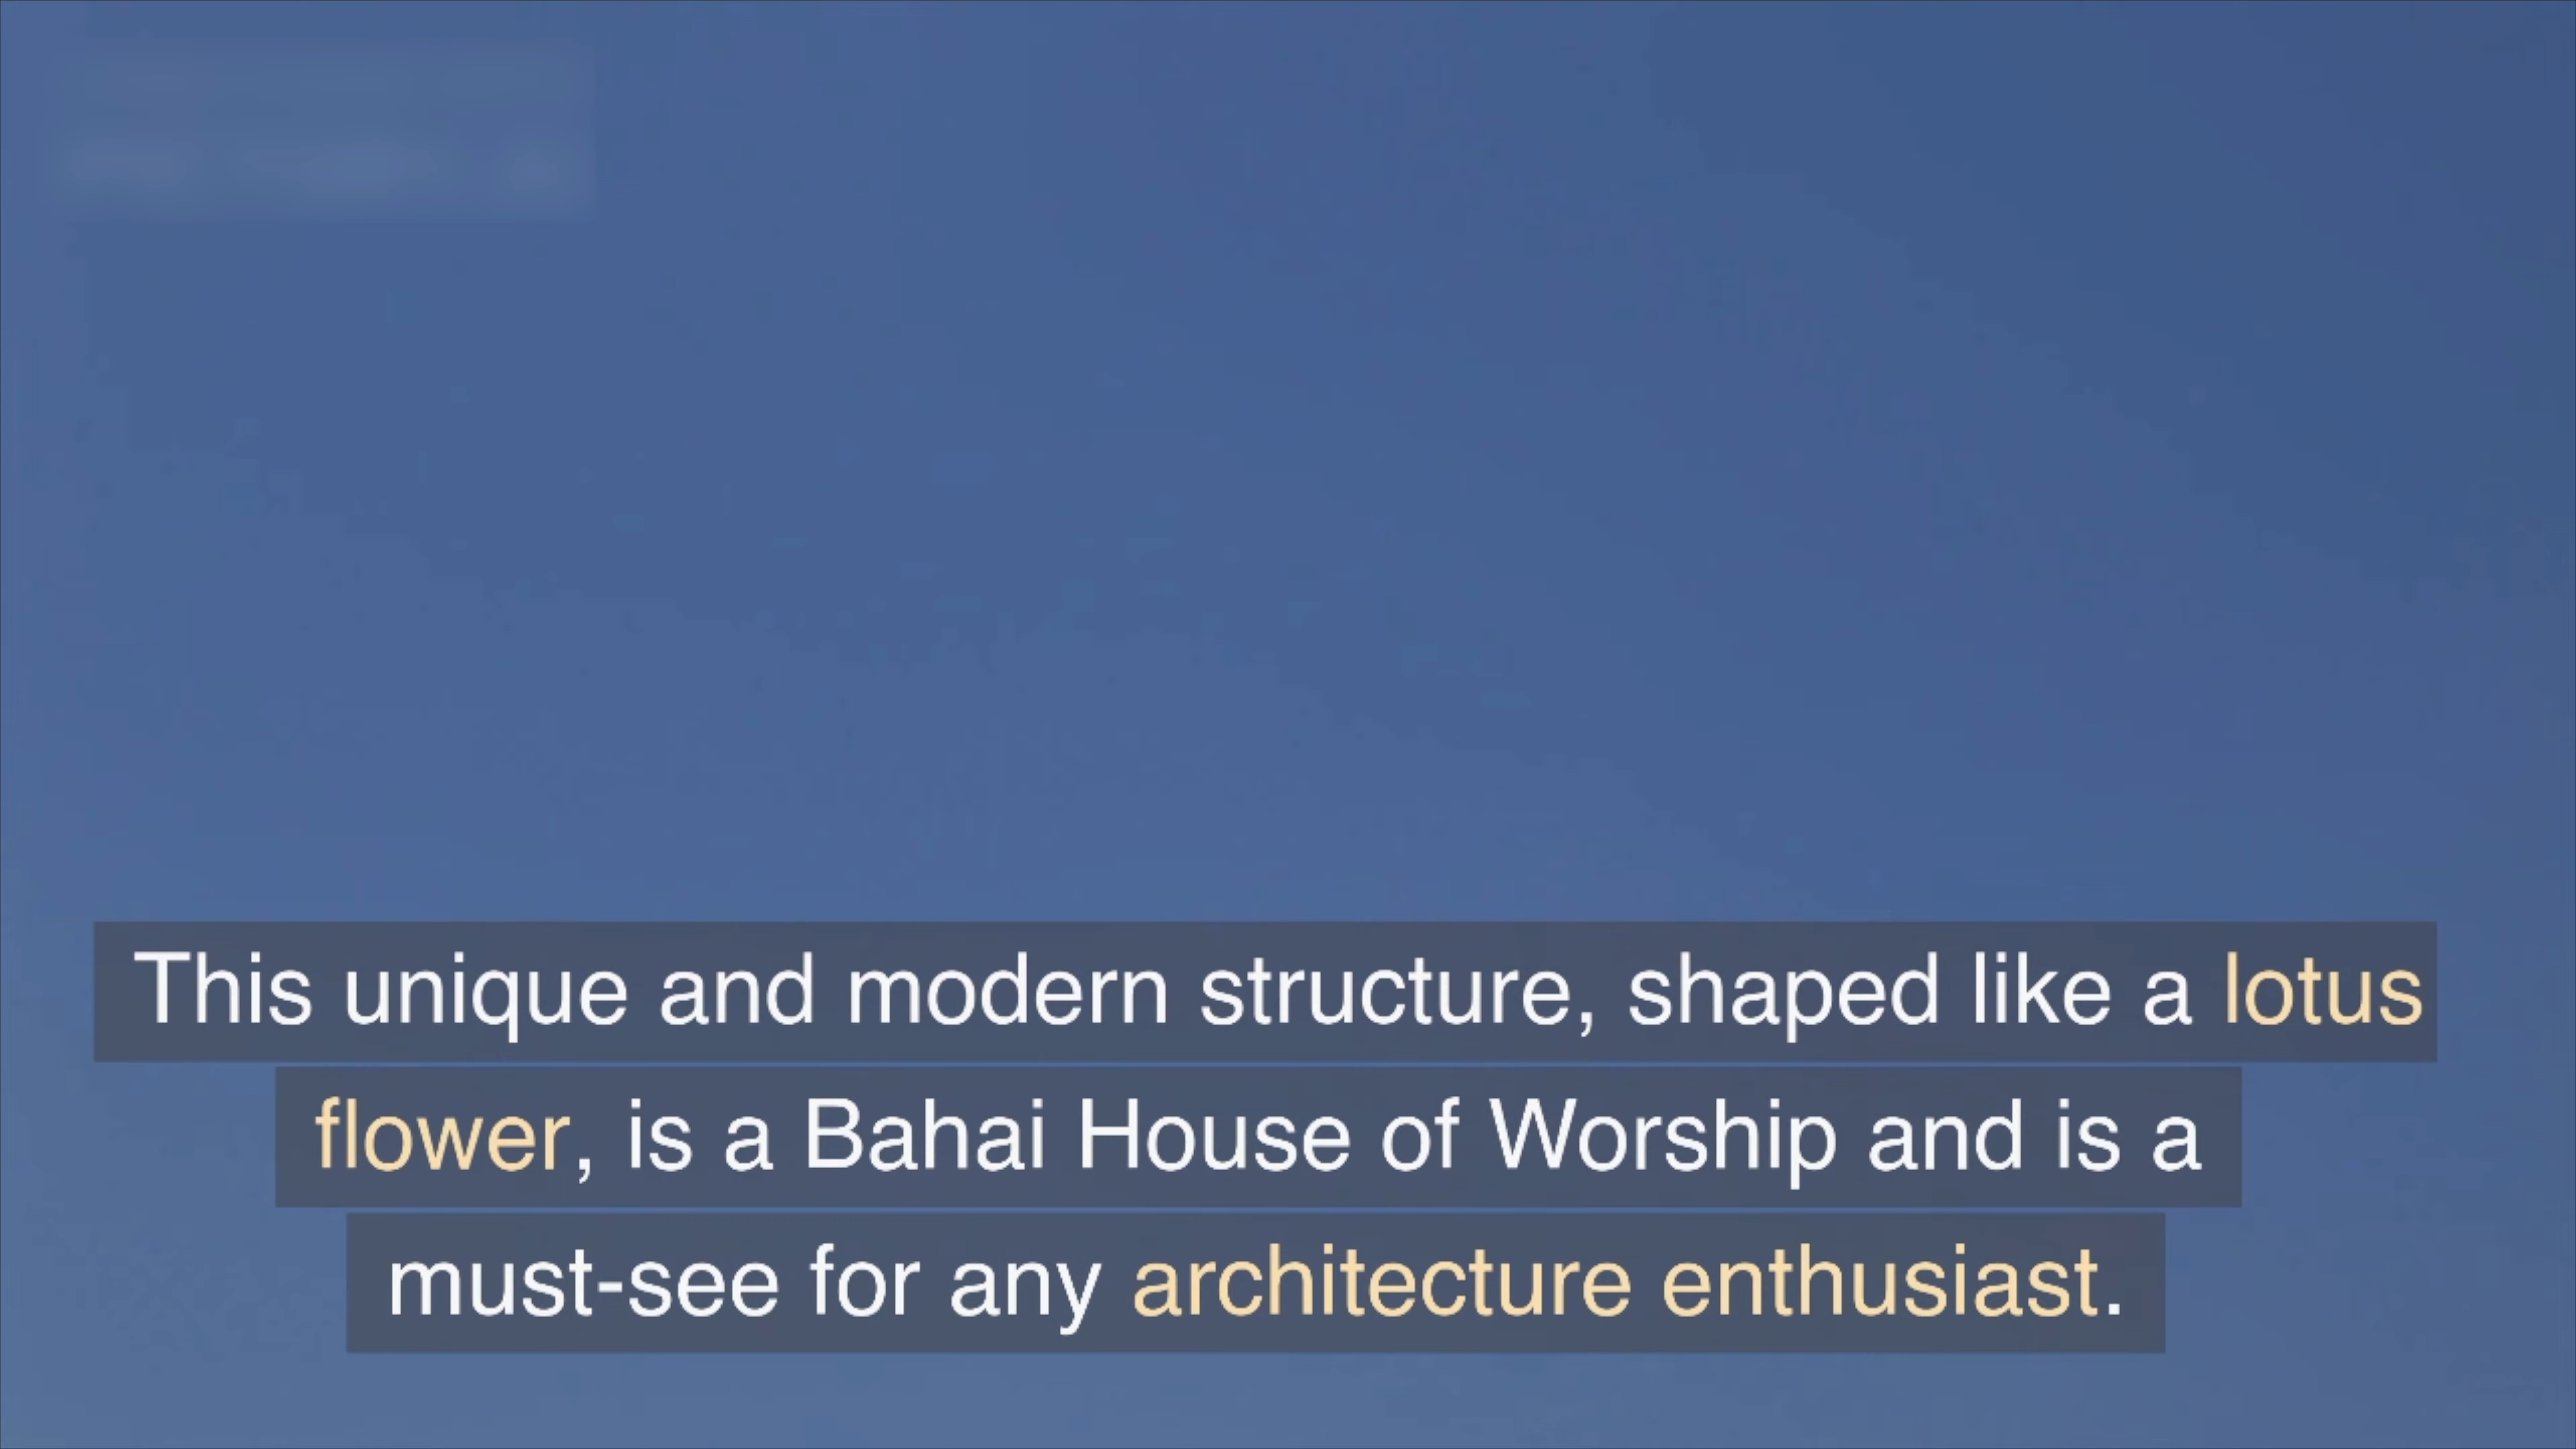 This unique and modern structure, shaped like a lotus
flower, is a Bahai House of Worship and is a
must-see for any architecture enthusiast.